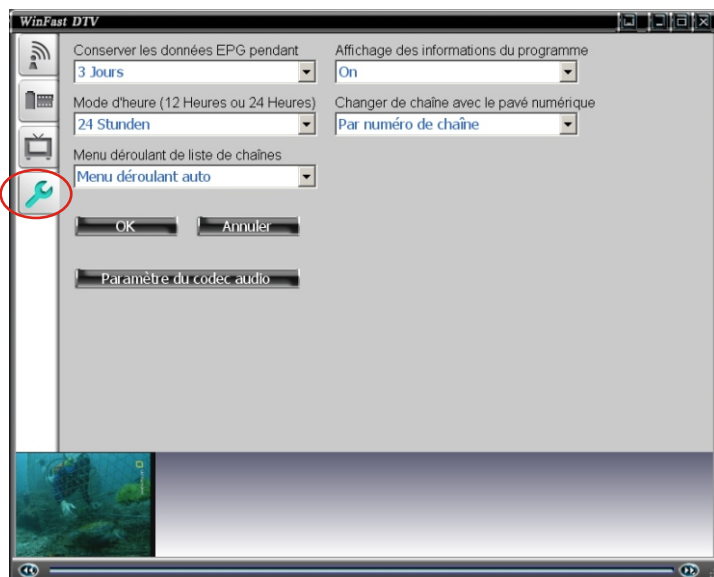 WinFast DTV
Conserver les données EPG pendant
3 Jours
Affichage des informations du programme
On
Mode d'heure (12 Heures ou 24 Heures)
24 Stunden
Changer de chaîne avec le pavé numérique
Par numéro de chaîne
Menu déroulant de liste de chaînes
Menu déroulant auto
OK
Annuler
Paramètre du codec audio